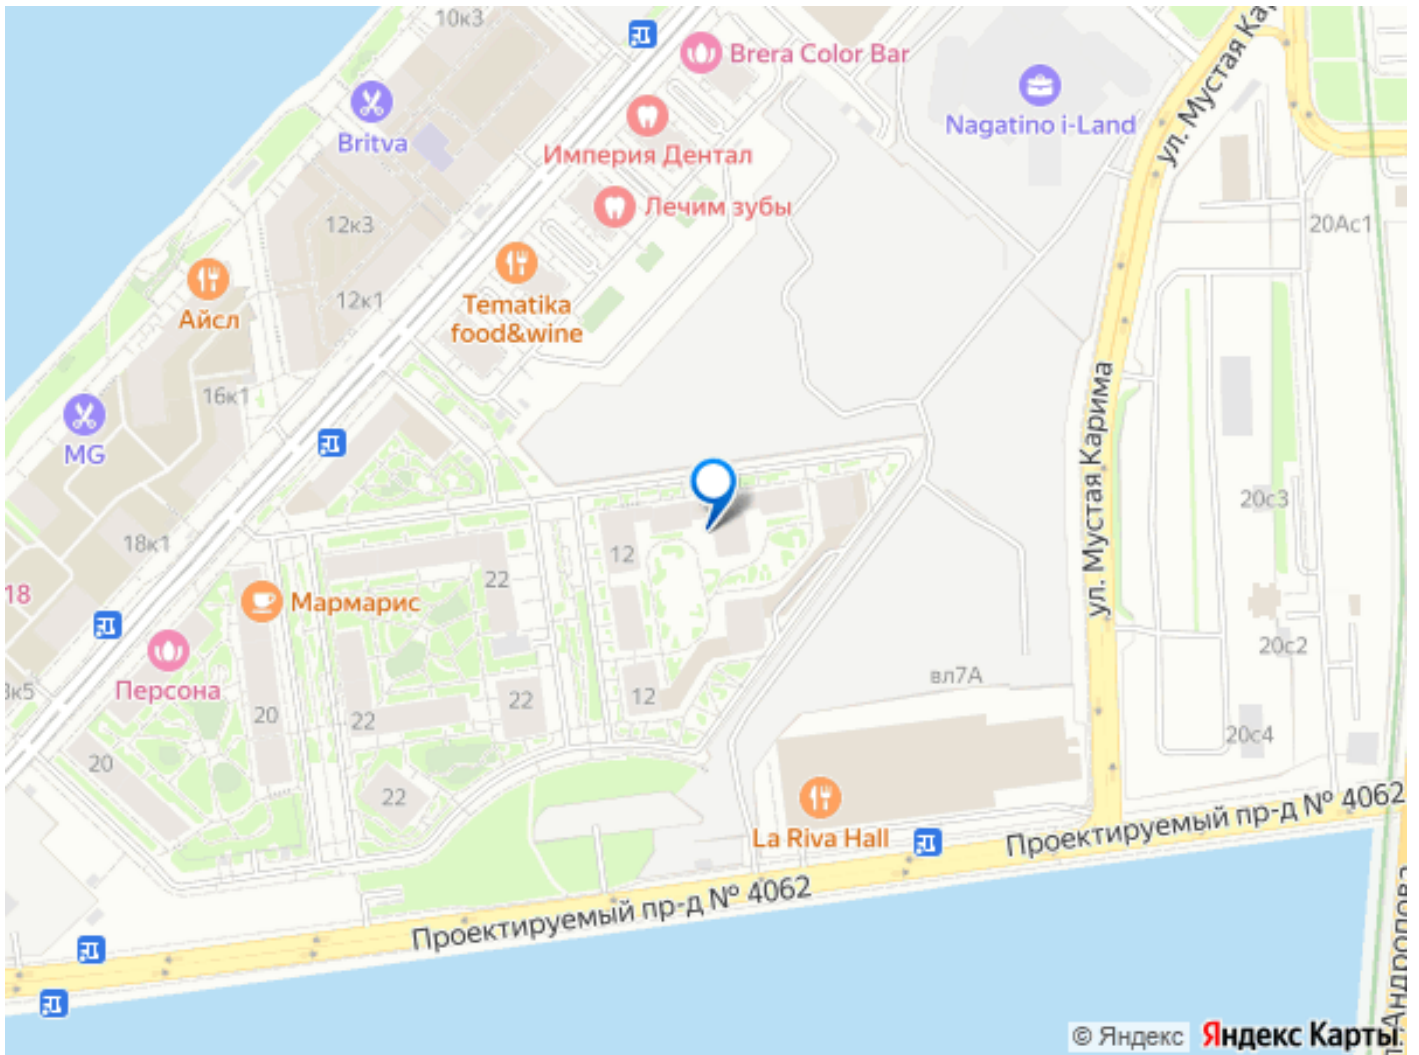 10к3
Brera Color Bar
ул. Мустая Ка
Nagatino i-Land
Britva
Империя Дентал
Лечим зубы
12к3
20Ас1
Айсл
12к1
Tematika
food&wine
16к1
MG
ул. Мустая Карима
20с3
18к1
12
22
18
Мармарис
20с2
Персона
к5
вл7А
12
22
20
22
20с4
20
22
La Riva Hall
Проектируемый пр-д № 4062
Проектируемый пр-д № 4062
Андропова
© Яндекс
Яндекс Карты